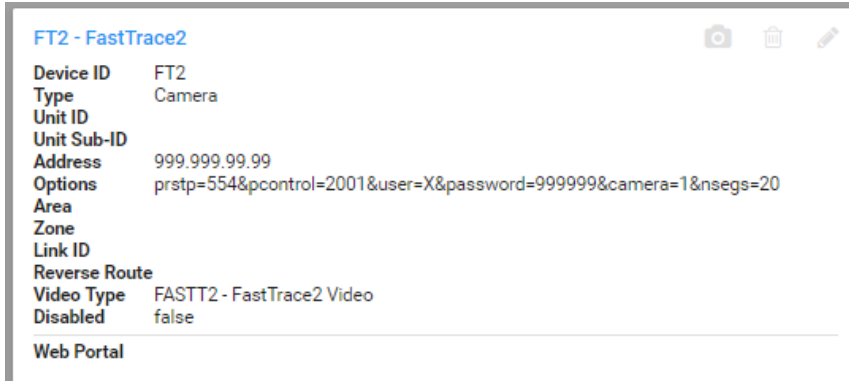 FT2 - FastTrace2
Device ID FT2
Type Camera
Unit ID
Unit Sub-ID
Address 999.999.99.99
Options prstp=554&pcontrol=2001&user=X&password=999999&camera=1&nsegs=20
Area
Zone
Link ID
Reverse Route
Video Type FASTT2 - FastTrace2 Video
Disabled false
Web Portal